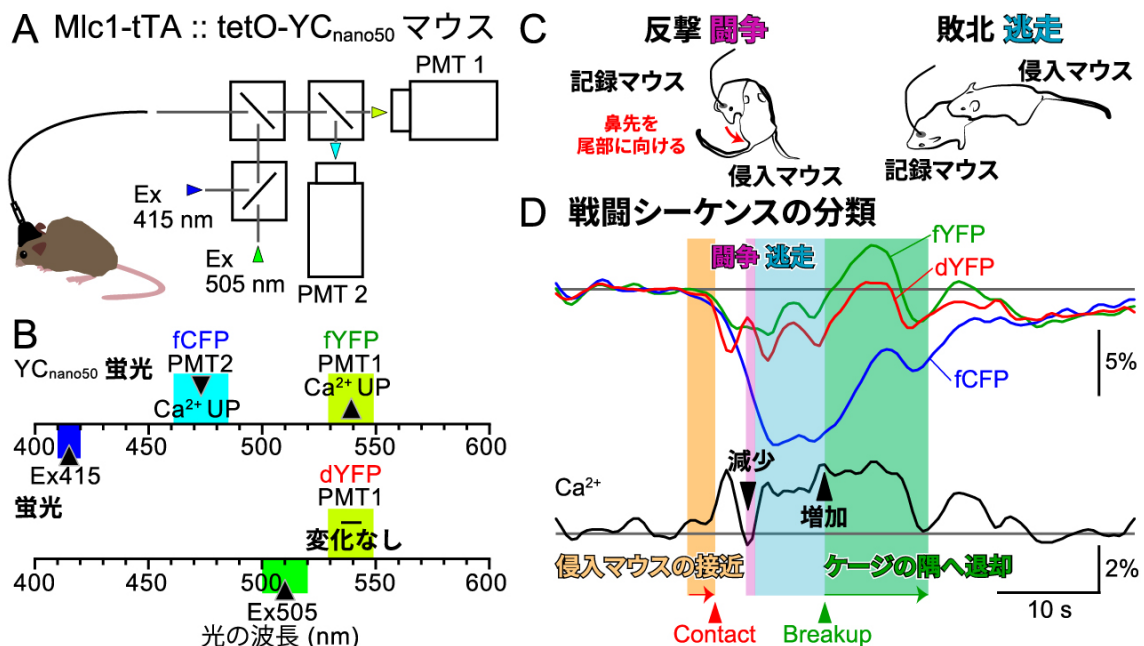 A Mlc1-tTA :: tetO-YCnano50 マウス
PMT 1
Ex
415 nm
Ex
505 nm
PMT 2
B
fCFP
fYFP
YCnano50 蛍光
PMT2
PMT1
Ca2+ UP
Ca2+ UP
400 450 500 550 600
Ex415
dYFP
蛍光
PMT1
変化なし
400 450 500 550 600
Ex505
光の波長 (nm)
C
反撃 闘争
敗北 逃走
記録マウス
侵入マウス
鼻先を
尾部に向ける
侵入マウス
記録マウス
D 戦闘シーケンスの分類
闘争 逃走
fYFP
dYFP
fCFP
5%
減少
Ca2+
増加
侵入マウスの接近
ケージの隅へ退却
2%
10 s
Contact
Breakup